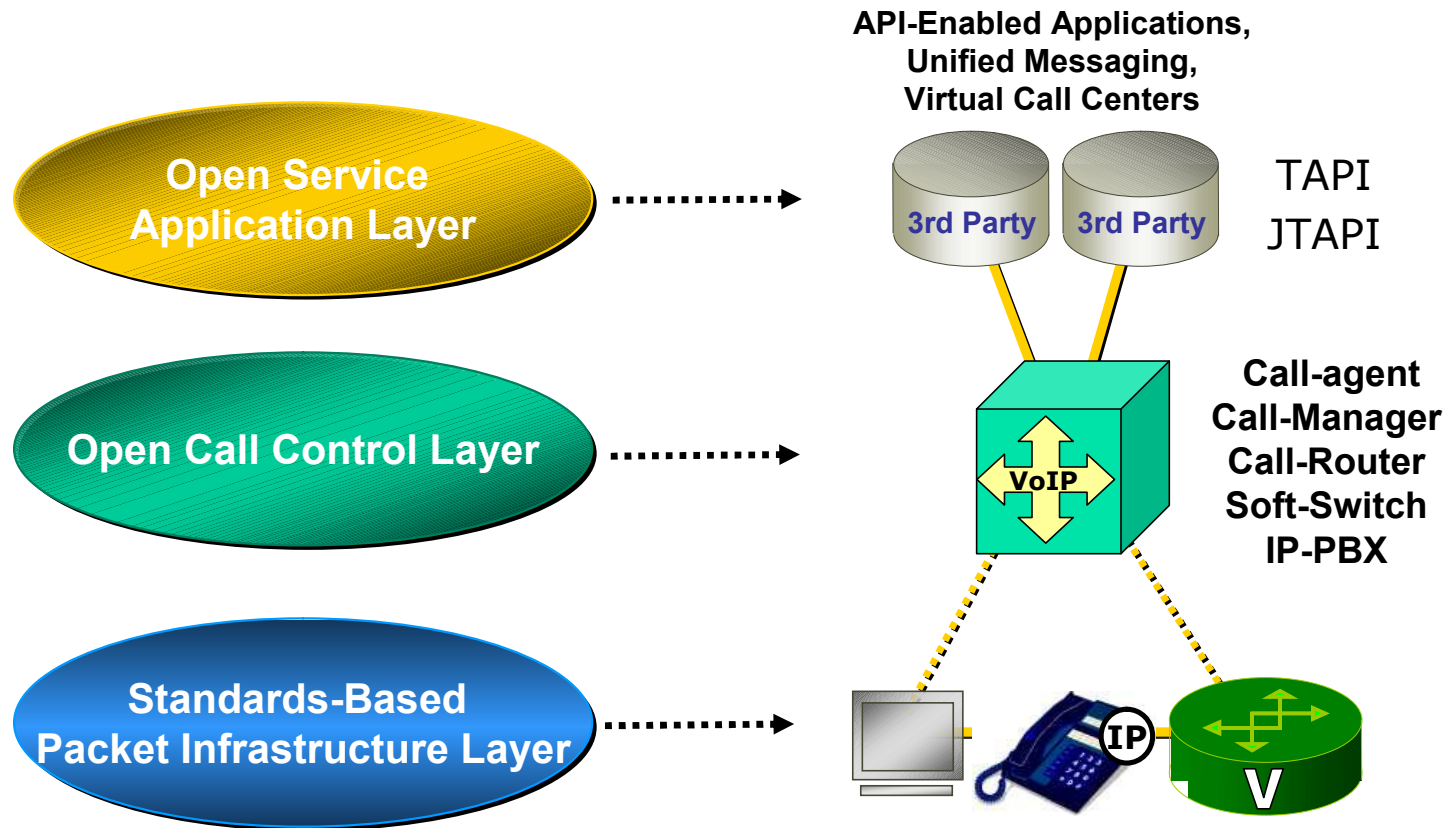 API-Enabled Applications,
Unified Messaging,
Virtual Call Centers
Open Service
Application Layer
3rd Party
3rd Party
TAPI
JTAPI
Open Call Control Layer
VoIP
Call-agent
Call-Manager
Call-Router
Soft-Switch
IP-PBX
Standards-Based
Packet Infrastructure Layer
IP
V